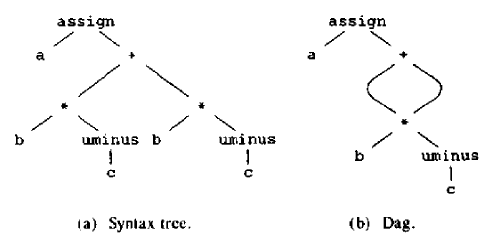 assign assign
a + a +
* * *
b uminus b uminus b uminus
c c c
(a) Syntax tree. (b) Dag.